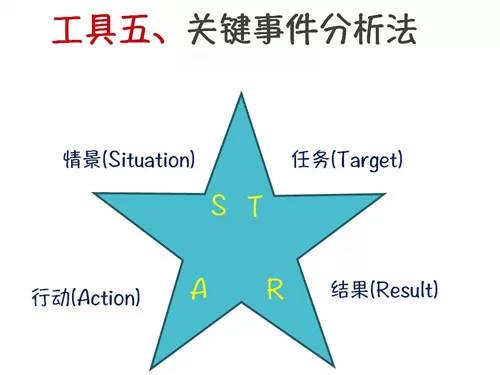 工具五、关键事件分析法
情景(Situation)
任务(Target)
S T
A R
行动(Action)
结果(Result)